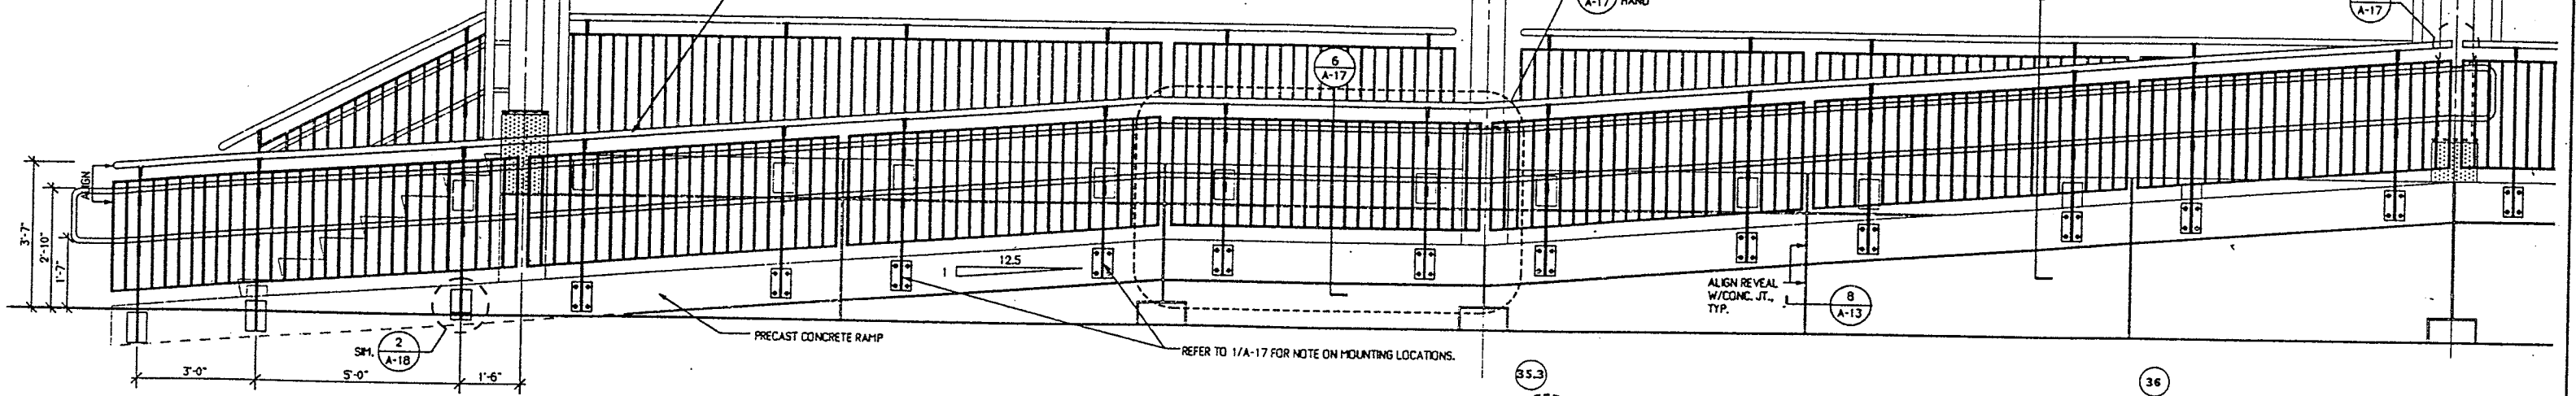 A-17 HAND
A-17
6
A-17
ALIGN
3'-7"
2'-10"
1'-7"
1
12.5
ALIGN REVEAL
W/CONC. JT.,
TYP.
8
A-13
PRECAST CONCRETE RAMP
SIM.
2
A-18
REFER TO 1/A-17 FOR NOTE ON MOUNTING LOCATIONS.
3'-0"
5'-0"
1'-6"
35.3
36